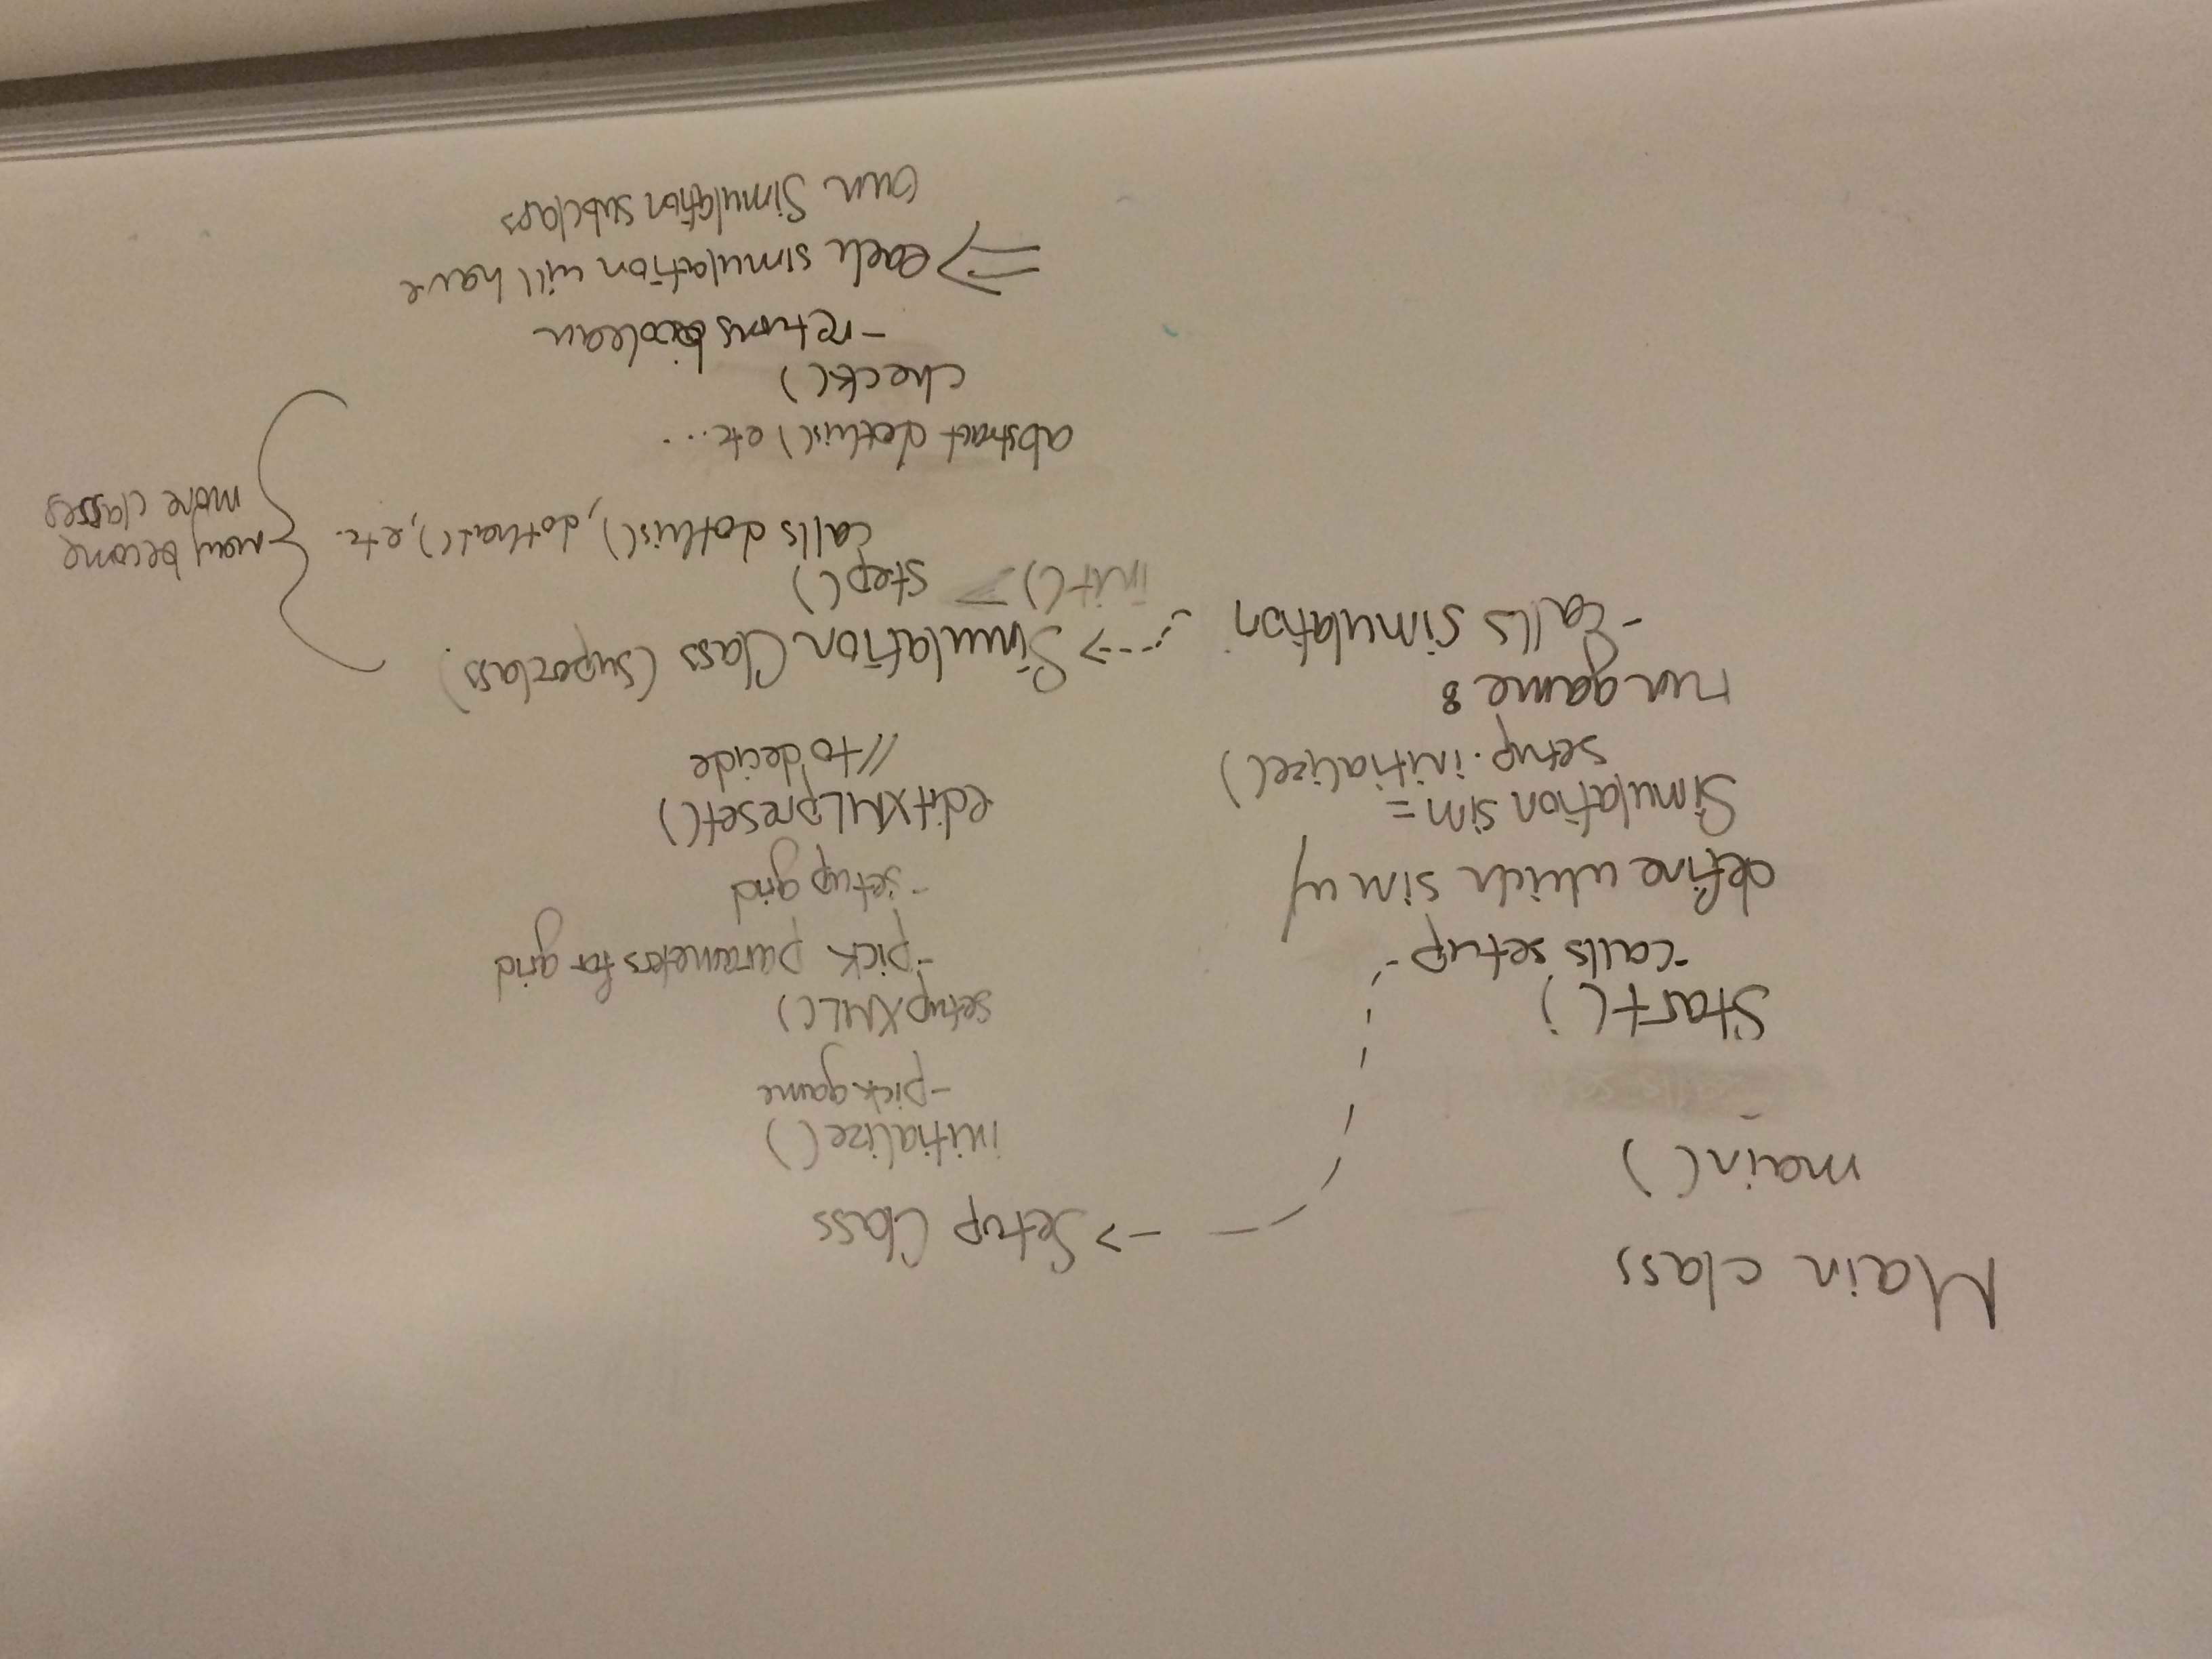 Main class
main()
-
Start()
-calls setup
define which sim w/
Simulation sim =
setup.initialize()
run game:
-calls simulation
Setup Class
initialize()
-pick game
setupXML()
-pick parameters for grid
-setup grid
editXMLpreset()
//to decide
Simulation Class (superclass)
init() > step()
calls dothis(), dothat(), etc.
abstract dothis() etc...
check()
-returns boolean
⇒ each simulation will have
own Simulation subclass
may become
more classes